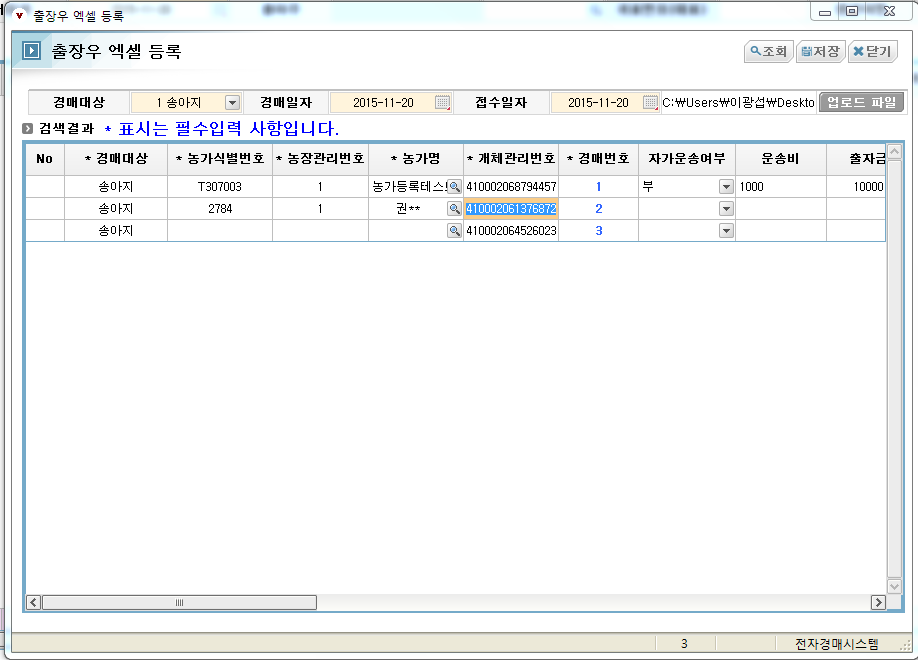 출장우 엑셀 등록
출장우 엑셀 등록 조회 저장 닫기
경매대상 1 송아지 경매일자 2015-11-20 접수일자 2015-11-20 C:₩Users₩이광섭₩Deskto 업로드 파일
검색결과 * 표시는 필수입력 사항입니다.
No * 경매대상 * 농가식별번호 * 농장관리번호 * 농가명 * 개체관리번호 * 경매번호 자가운송여부 운송비 출자금
송아지 T307003 1 농가등록테스 410002068794457 1 부 1000 10000
송아지 2784 1 권** 410002061376872 2
송아지 410002064526023 3
3 전자경매시스템